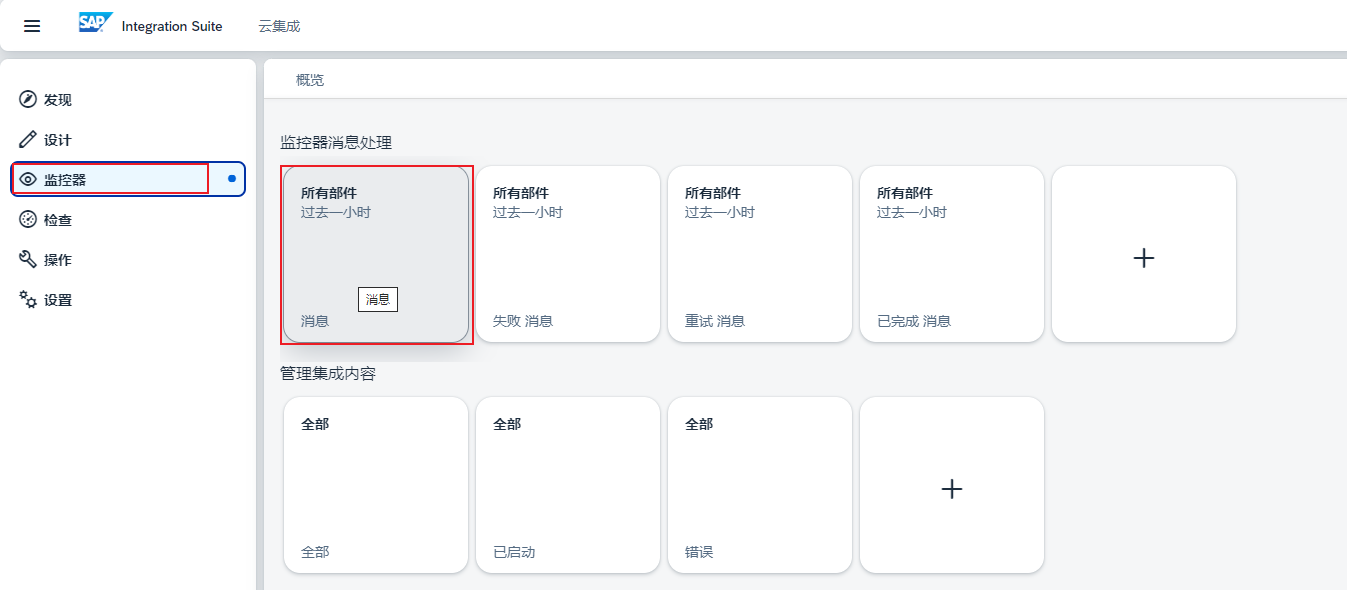 SAP Integration Suite 云集成
发现
设计
监控器
检查
操作
设置
概览
监控器消息处理
所有部件
过去一小时
消息
消息
所有部件
过去一小时
失败 消息
所有部件
过去一小时
重试 消息
所有部件
过去一小时
已完成 消息
管理集成内容
全部
全部
全部
已启动
全部
错误